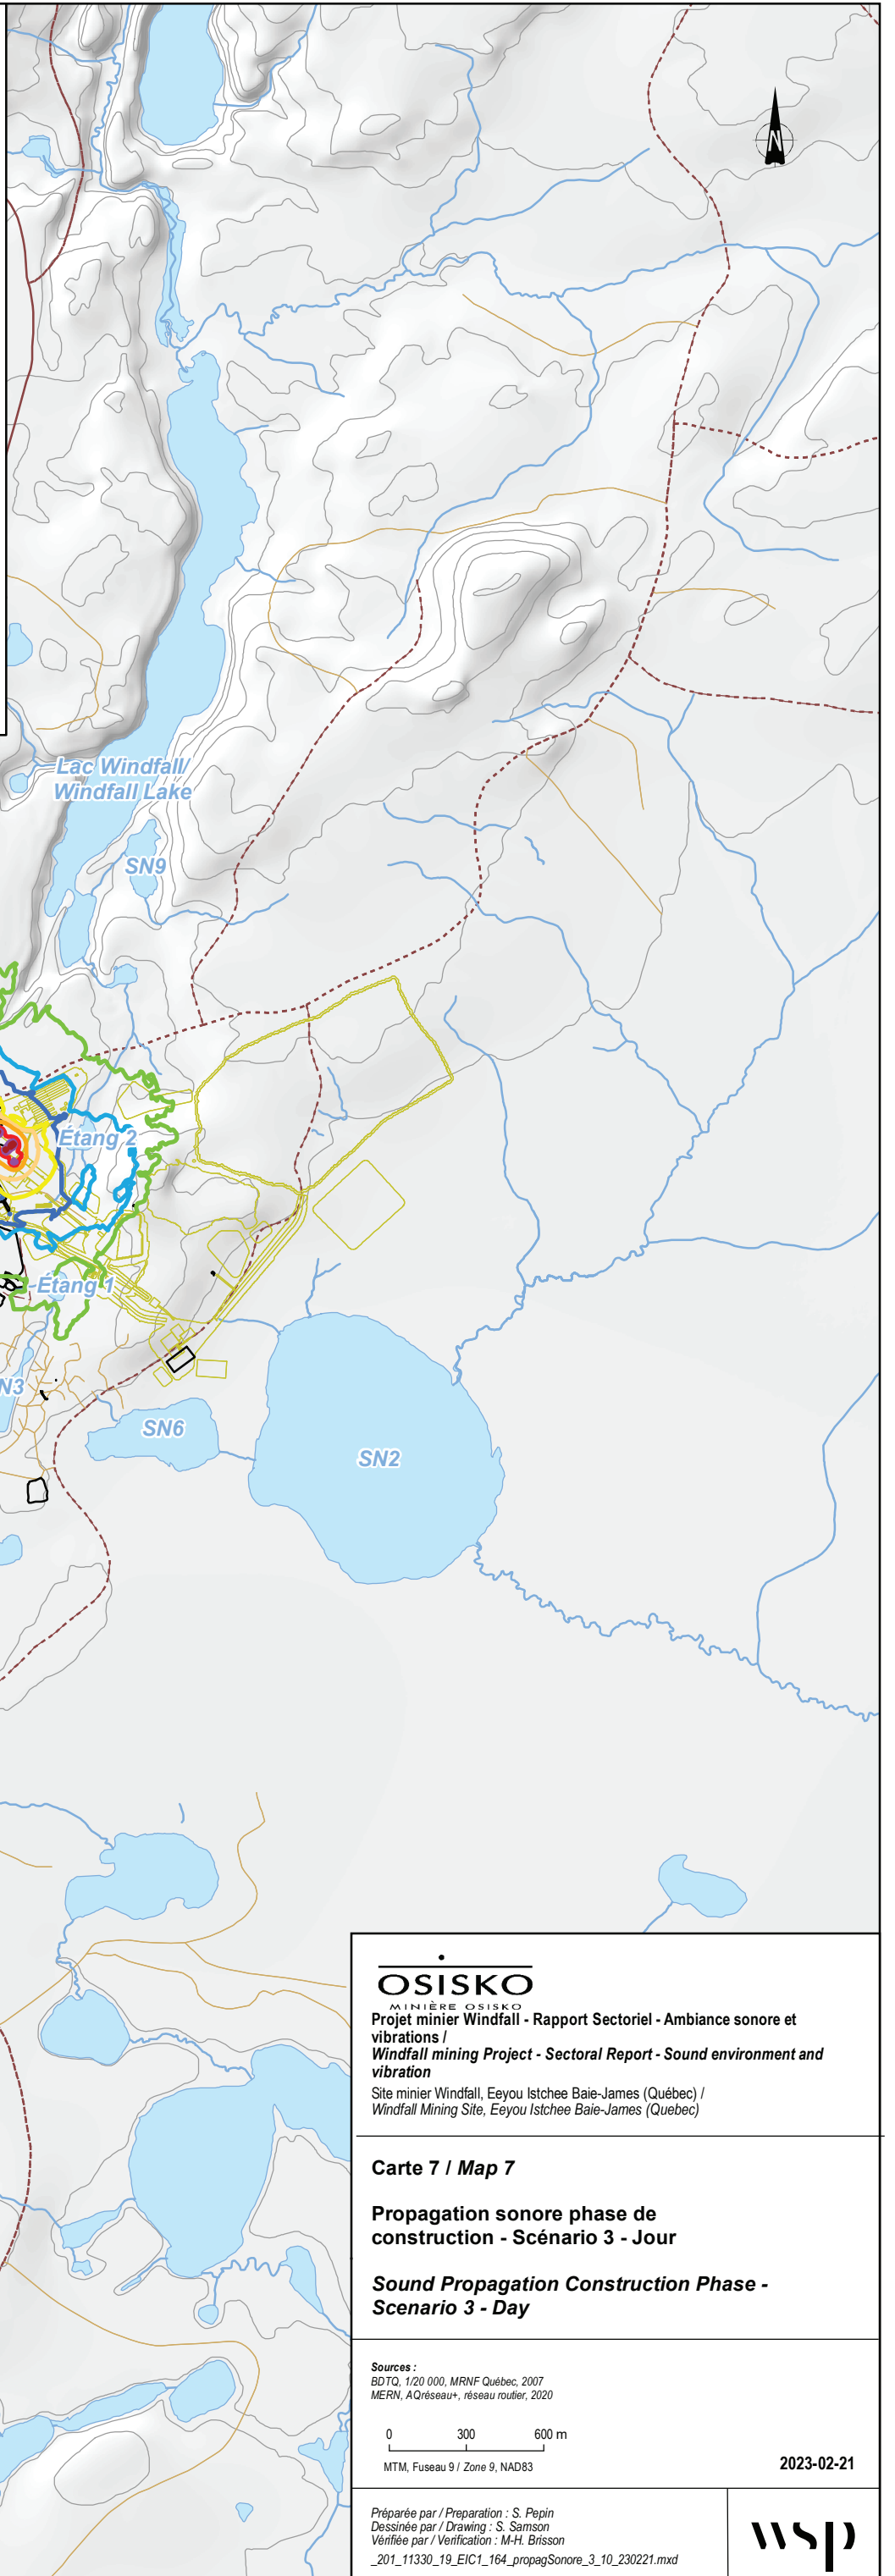 N
Lac Windfall/
Windfall Lake
SN9
Étang 2
Étang 1
N3
SN6
SN2
OSISKO
MINIÈRE OSISKO
Projet minier Windfall - Rapport Sectoriel - Ambiance sonore et
vibrations /
Windfall mining Project - Sectoral Report - Sound environment and
vibration
Site minier Windfall, Eeyou Istchee Baie-James (Québec) /
Windfall Mining Site, Eeyou Istchee Baie-James (Quebec)
Carte 7 / Map 7
Propagation sonore phase de
construction - Scénario 3 - Jour
Sound Propagation Construction Phase -
Scenario 3 - Day
Sources :
BDTQ, 1/20 000, MRNF Québec, 2007
MERN, AQréseau+, réseau routier, 2020
0 300 600 m
MTM, Fuseau 9 / Zone 9, NAD83
2023-02-21
Préparée par / Preparation : S. Pepin
Dessinée par / Drawing : S. Samson
Vérifiée par / Verification : M-H. Brisson
_201_11330_19_EIC1_164_propagSonore_3_10_230221.mxd
wsp